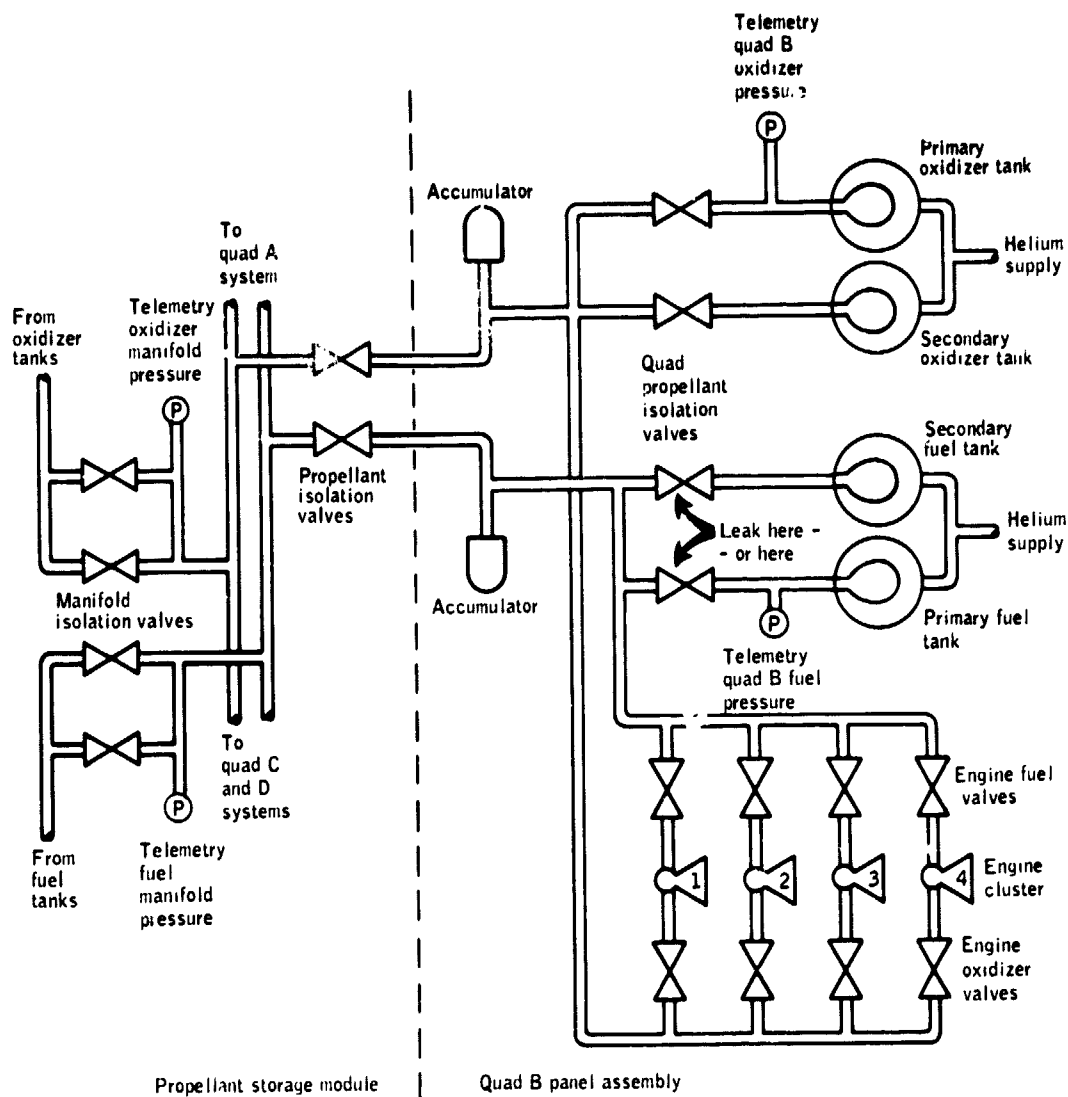 Telemetry
quad B
oxidizer
pressure
P
Primary
oxidizer tank
Accumulator
To
quad A
system
Helium
supply
From
oxidizer
tanks
Telemetry
oxidizer
manifold
pressure
P
Secondary
oxidizer tank
Quad
propellant
isolation
valves
Propellant
isolation
valves
Secondary
fuel tank
Leak here -
- or here
Helium
supply
Manifold
isolation valves
Accumulator
P
Primary fuel
tank
Telemetry
quad B fuel
pressure
To
quad C
and D
systems
P
From
fuel
tanks
Telemetry
fuel
manifold
pressure
Engine fuel
valves
1
2
3
4
Engine
cluster
Engine
oxidizer
valves
Propellant storage module
Quad B panel assembly